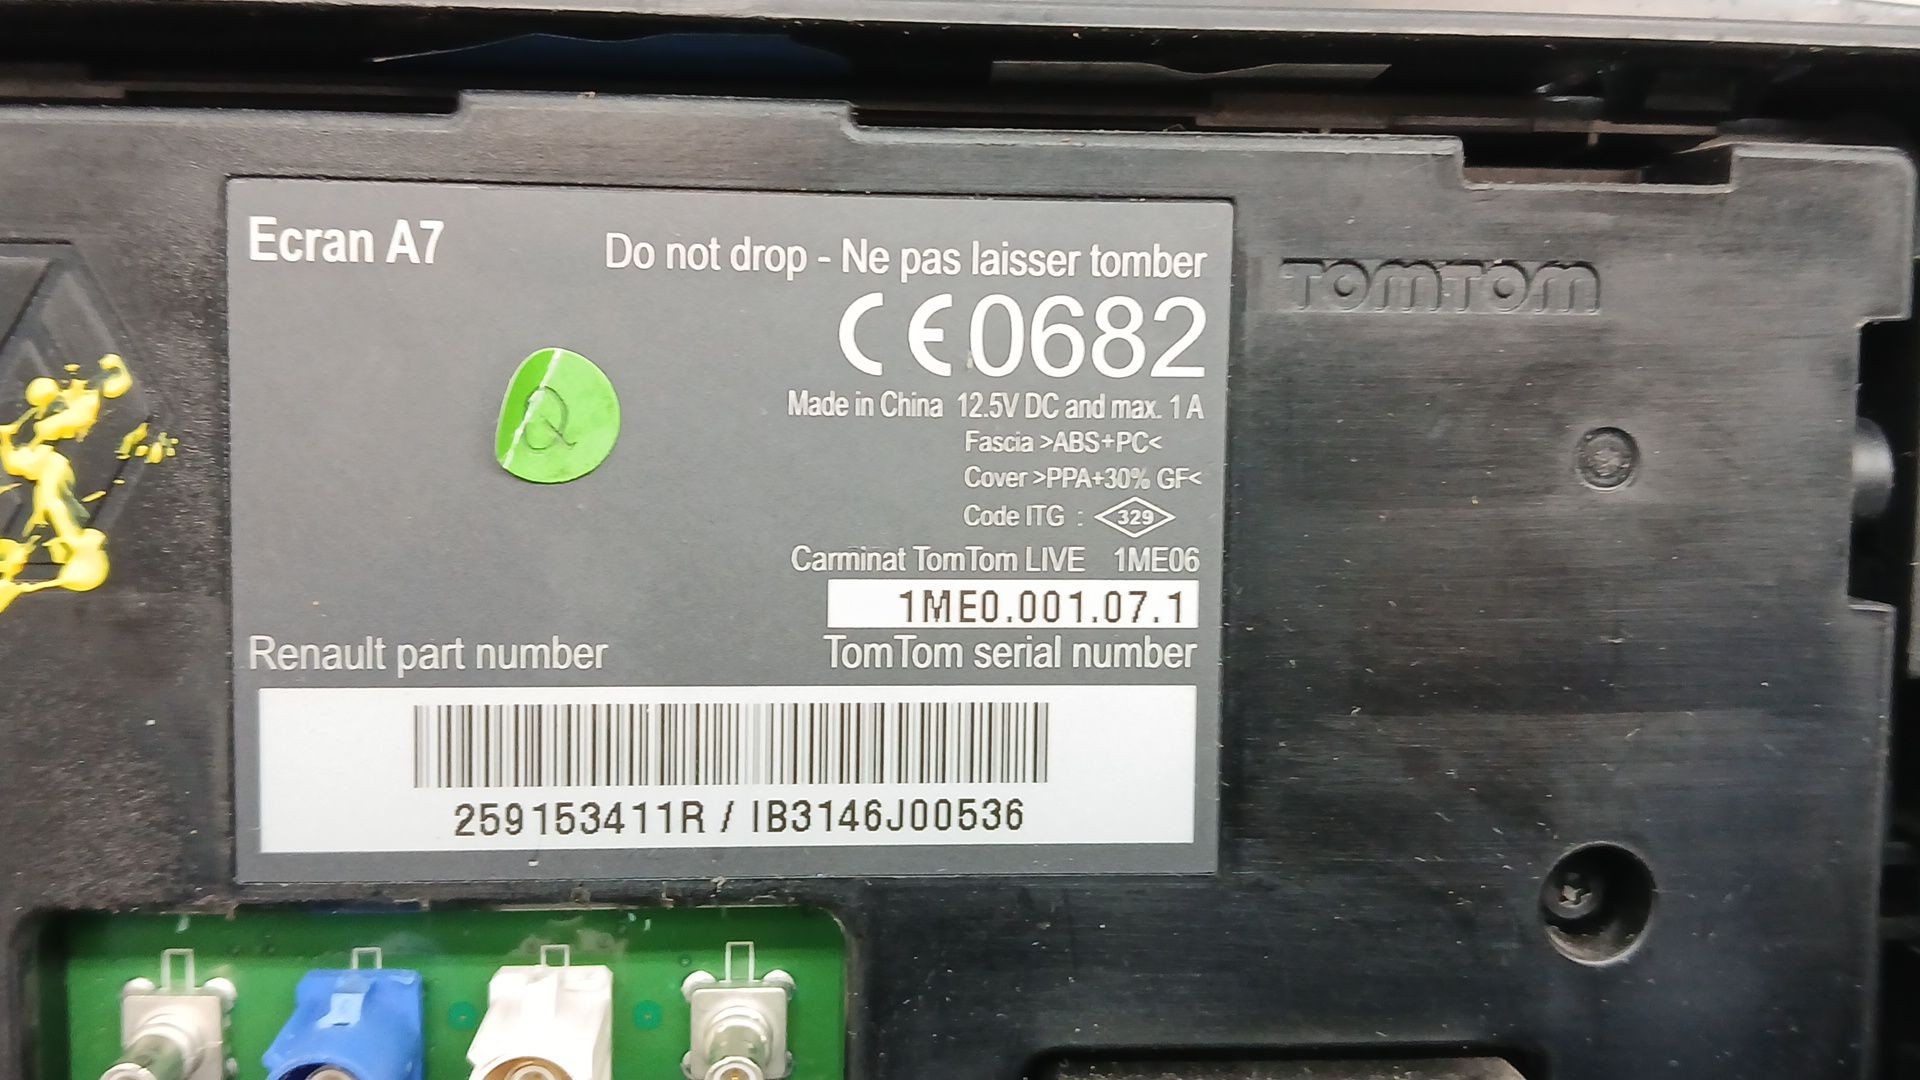 Ecran A7
Do not drop - Ne pas laisser tomber
CE0682
Made in China 12.5V DC and max. 1 A
Fascia >ABS+PC<
Cover >PPA+30% GF<
Code ITG : 329
Carminat TomTom LIVE 1ME06
1ME0.001.07.1
Renault part number
TomTom serial number
259153411R / IB3146J00536
TOMTOM
Q